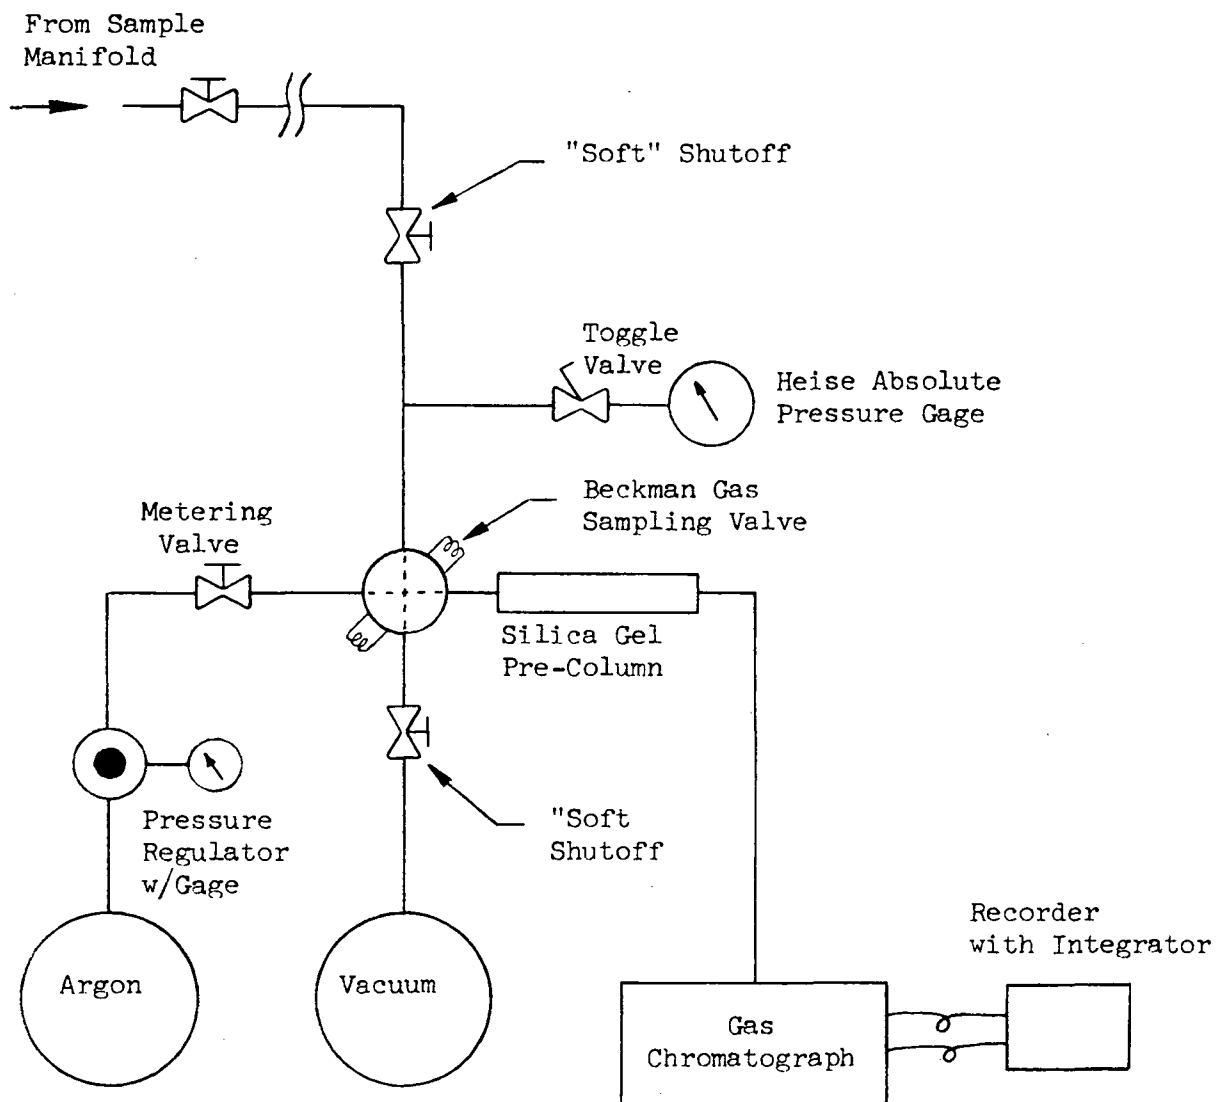 From Sample
Manifold
"Soft" Shutoff
Toggle
Valve
Heise Absolute
Pressure Gage
Beckman Gas
Sampling Valve
Metering
Valve
Silica Gel
Pre-Column
Pressure
Regulator
w/Gage
"Soft
Shutoff
Argon
Vacuum
Recorder
with Integrator
Gas
Chromatograph